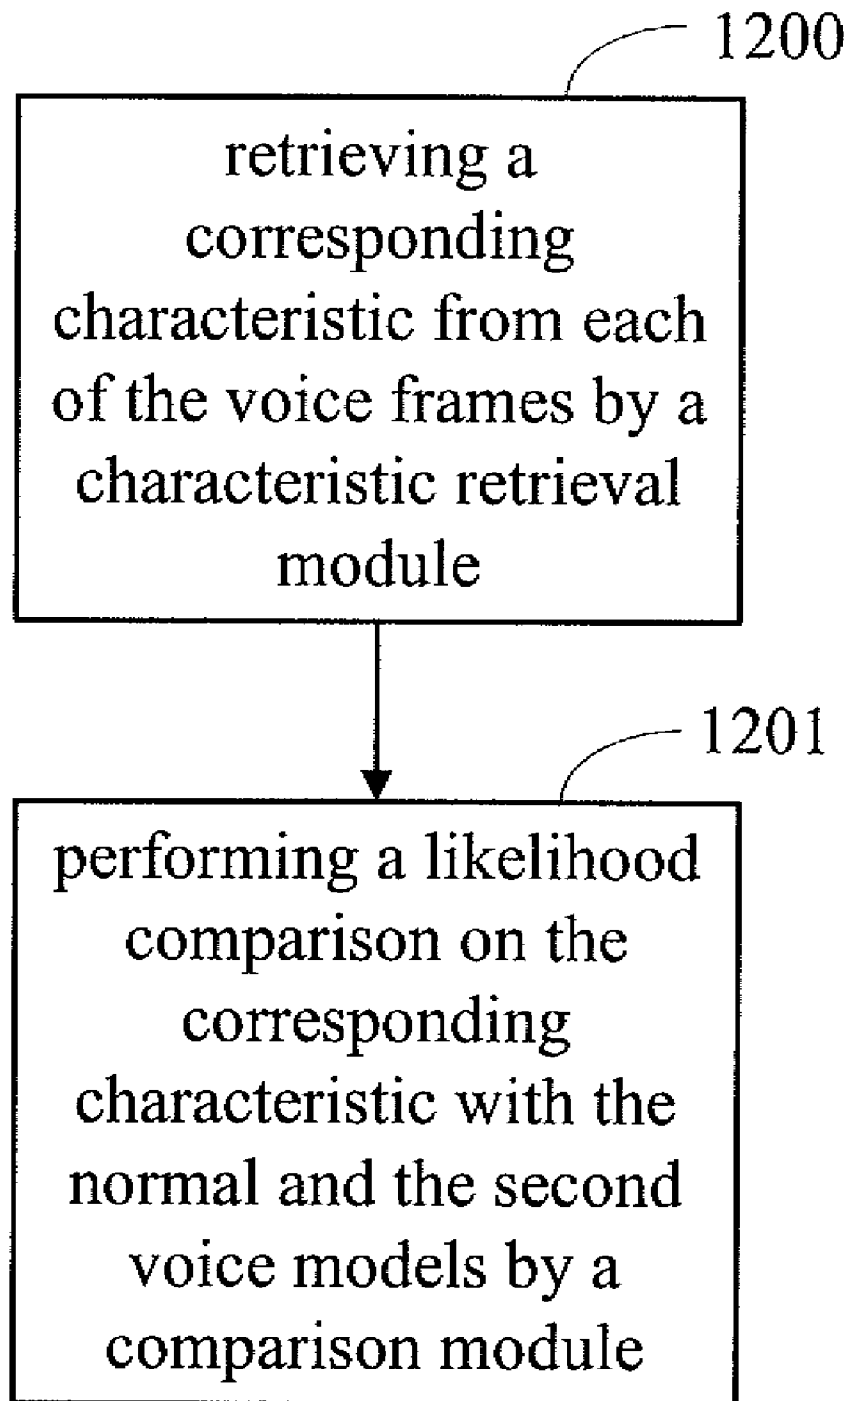 1200
retrieving a
corresponding
characteristic from each
of the voice frames by a
characteristic retrieval
module
1201
performing a likelihood
comparison on the
corresponding
characteristic with the
normal and the second
voice models by a
comparison module